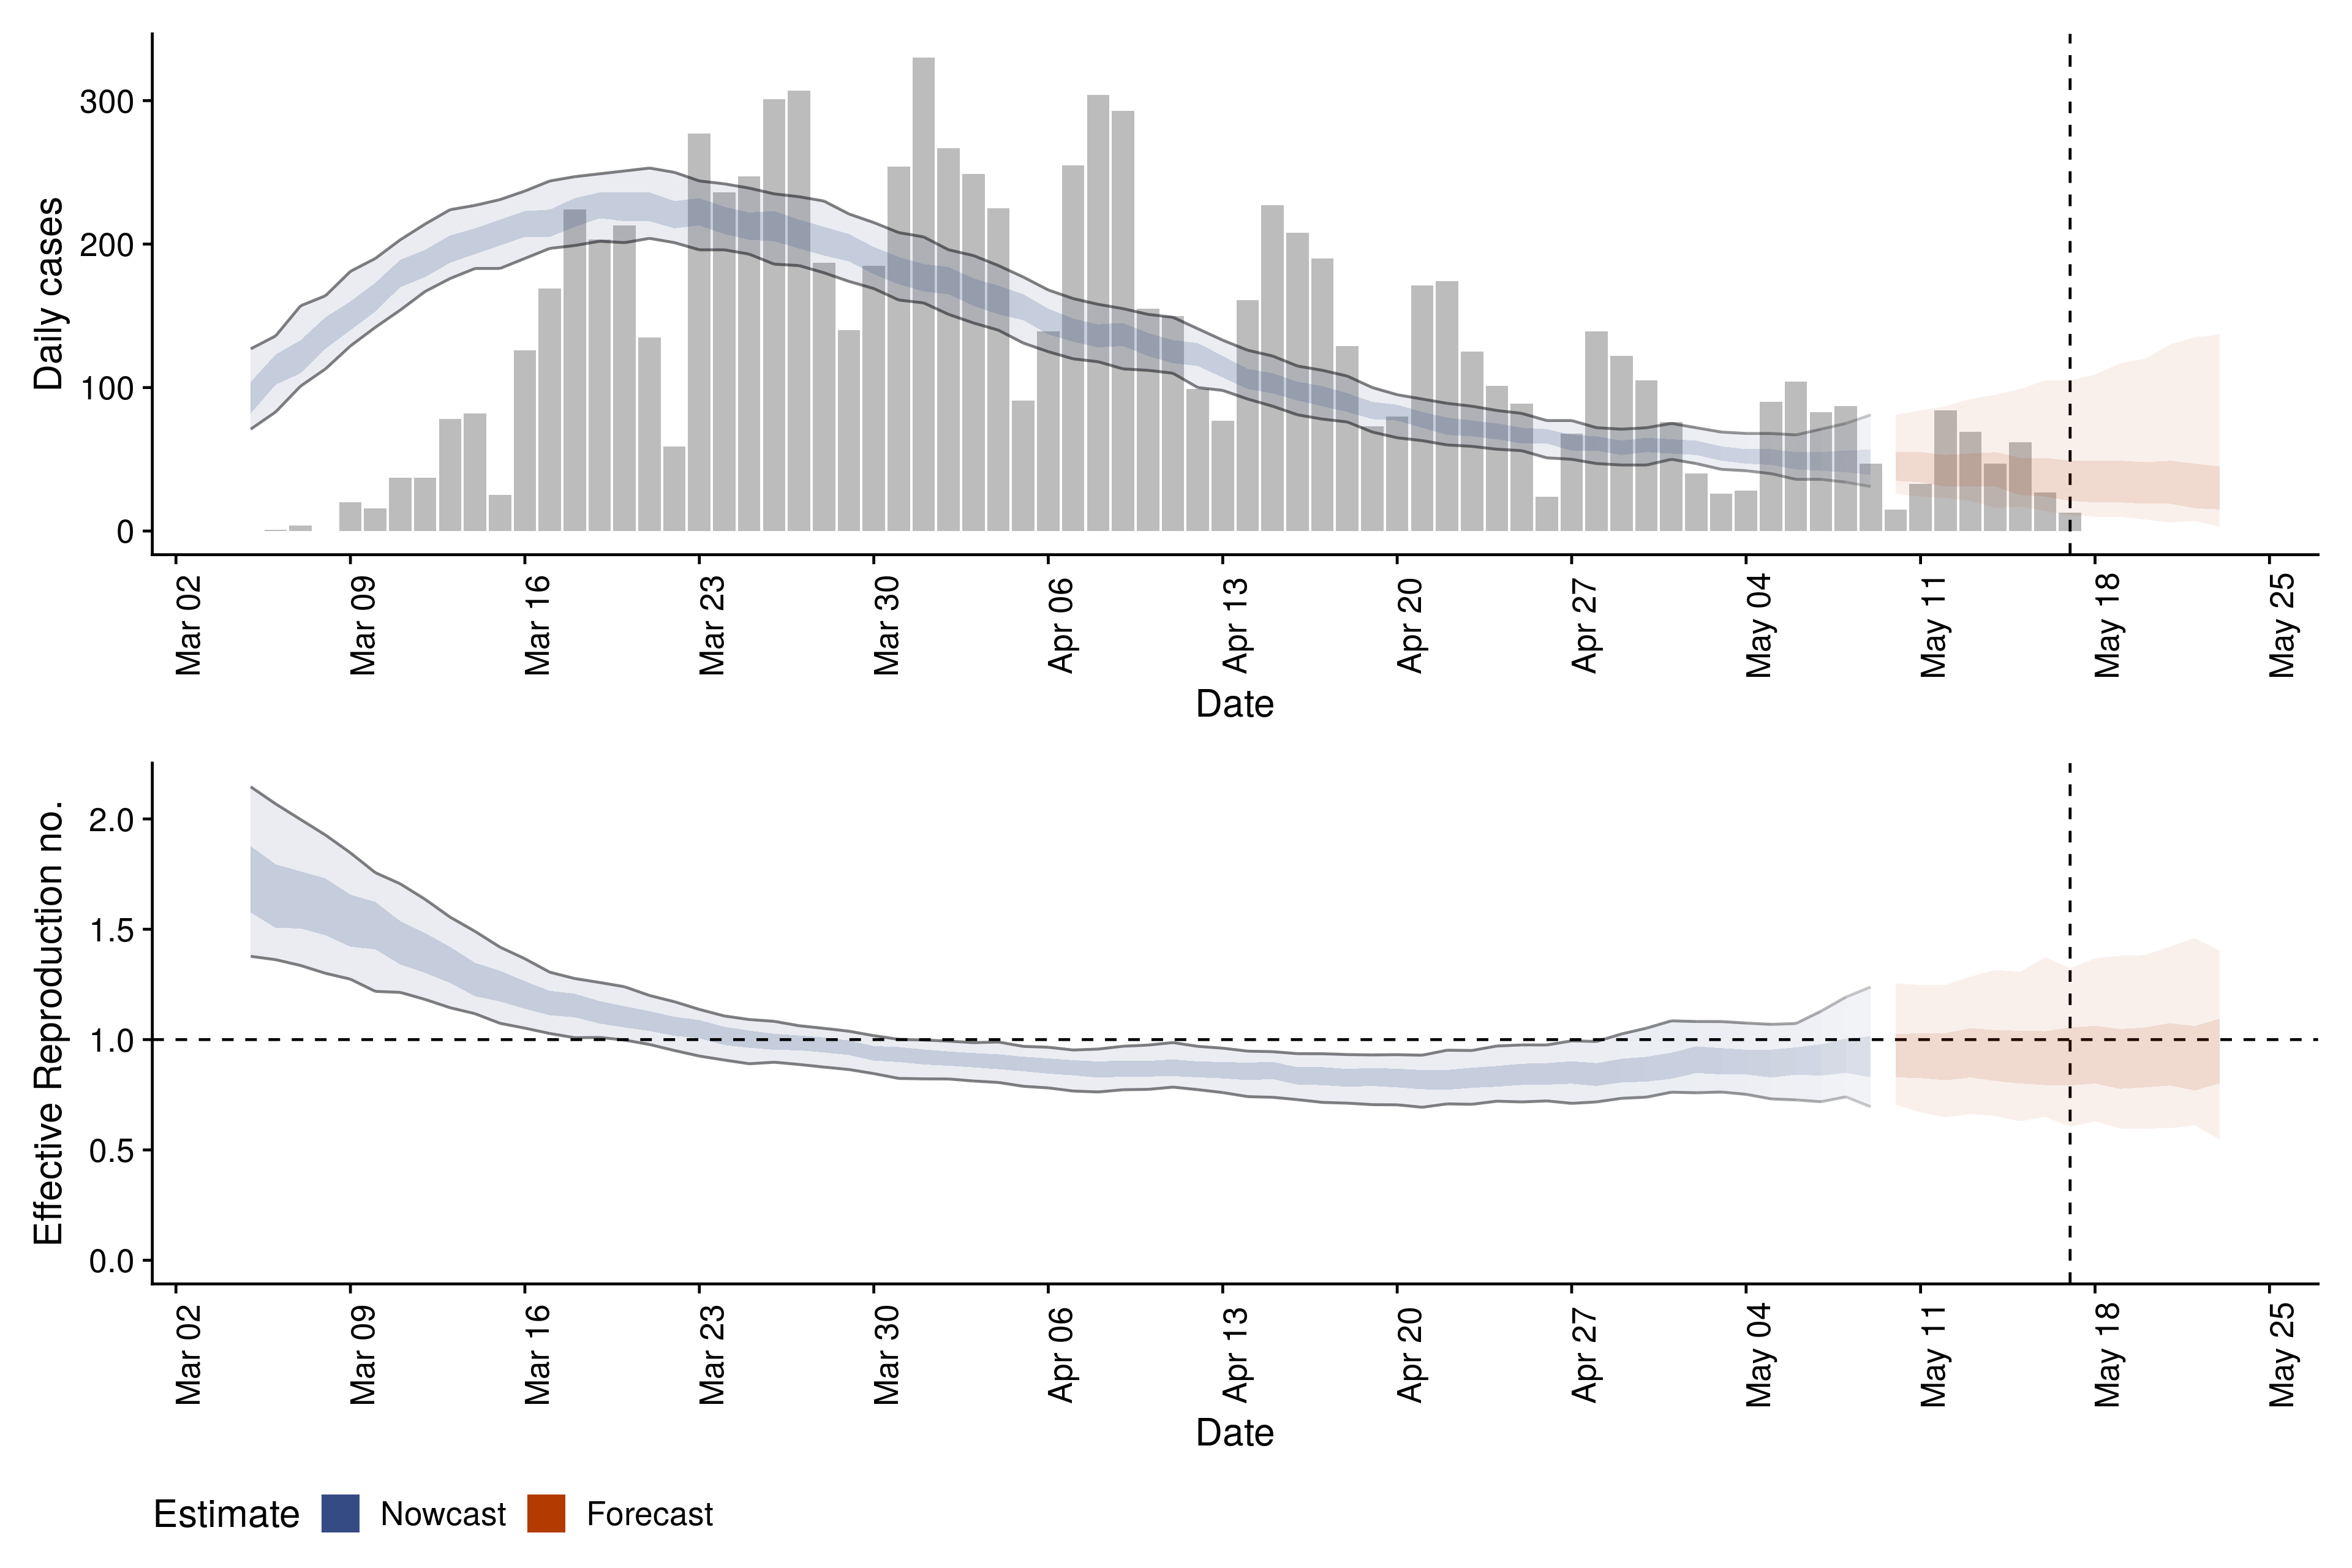 Daily cases
300
200
100
0
Mar 02
Mar 09
Mar 16
Mar 23
Mar 30
Apr 06
Apr 13
Apr 20
Apr 27
May 04
May 11
May 18
May 25
Date
Effective Reproduction no.
2.0
1.5
1.0
0.5
0.0
Mar 02
Mar 09
Mar 16
Mar 23
Mar 30
Apr 06
Apr 13
Apr 20
Apr 27
May 04
May 11
May 18
May 25
Date
Estimate Nowcast Forecast